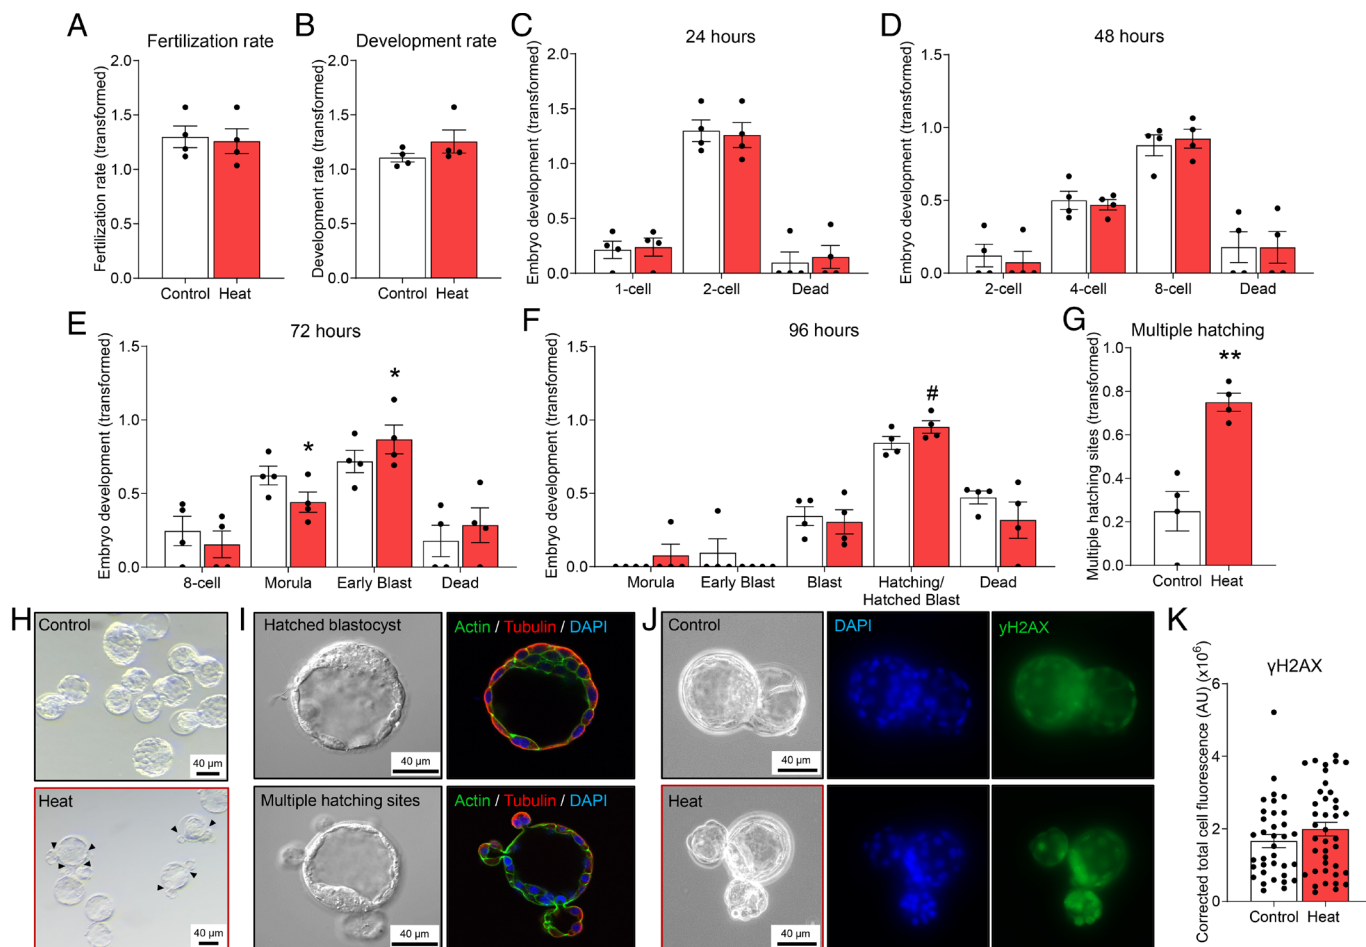 A
Fertilization rate
Fertilization rate (transformed)
2.0
1.5
1.0
0.5
0.0
Control Heat
B
Development rate
Development rate (transformed)
2.0
1.5
1.0
0.5
0.0
Control Heat
C
24 hours
Embryo development (transformed)
2.0
1.5
1.0
0.5
0.0
1-cell 2-cell Dead
D
48 hours
Embryo development (transformed)
1.5
1.0
0.5
0.0
2-cell 4-cell 8-cell Dead
E
72 hours
Embryo development (transformed)
1.5
1.0
0.5
0.0
* *
8-cell Morula Early Blast Dead
F
96 hours
Embryo development (transformed)
1.5
1.0
0.5
0.0
#
Morula Early Blast Blast Hatching/ Dead
Hatched Blast
G
Multiple hatching
Multiple hatching sites (transformed)
1.0
0.8
0.6
0.4
0.2
0.0
**
Control Heat
H
Control
40 μm
Heat
40 μm
I
Hatched blastocyst
40 μm
Actin / Tubulin / DAPI
Multiple hatching sites
40 μm
Actin / Tubulin / DAPI
J
Control
40 μm
DAPI
yH2AX
Heat
40 μm
K
γH2AX
Corrected total cell fluorescence (AU) (x10⁶)
6
4
2
0
Control Heat